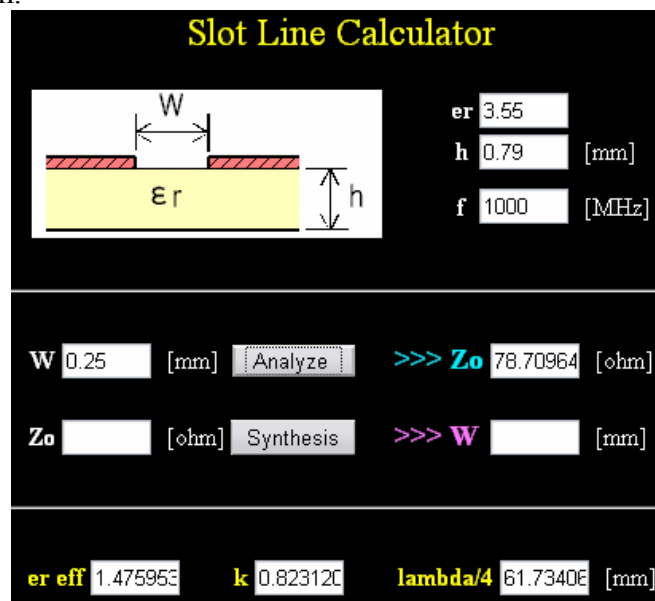 n.
Slot Line Calculator
W
εr
h
er 3.55
h 0.79 [mm]
f 1000 [MHz]
W 0.25 [mm] Analyze >>> Zo 78.70964 [ohm]
Zo [ohm] Synthesis >>> W [mm]
er eff 1.475953 k 0.823120 lambda/4 61.73406 [mm]